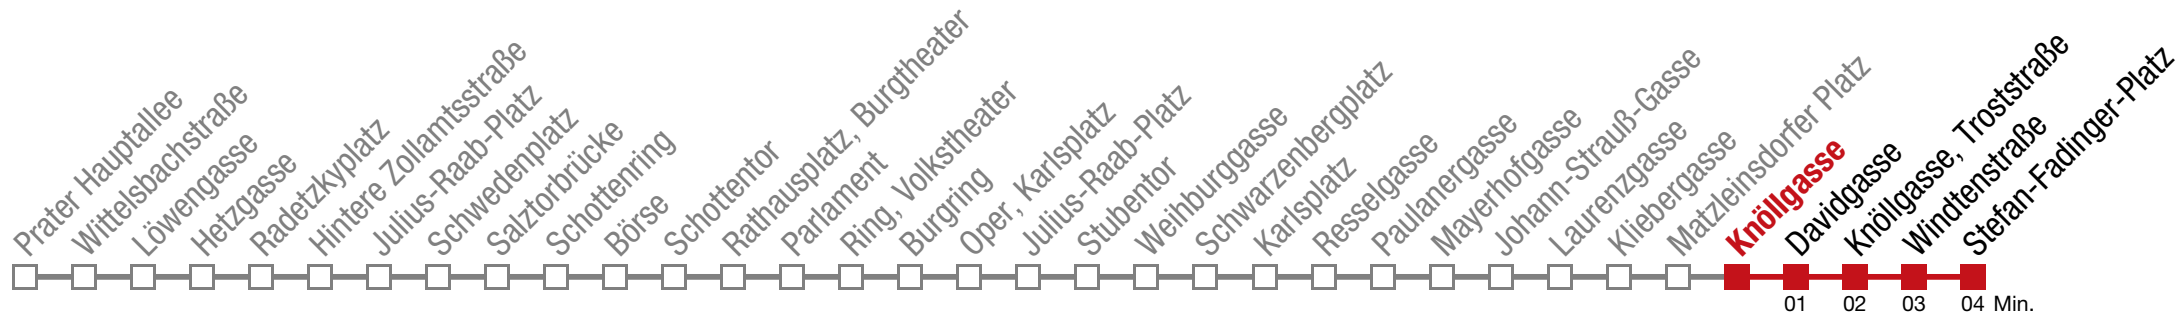 Prater Hauptallee
Wittelsbachstraße
Löwengasse
Hetzgasse
Radetzkyplatz
Hintere Zollamtsstraße
Julius-Raab-Platz
Schwedenplatz
Salztorbrücke
Schottenring
Börse
Schottentor
Rathausplatz, Burgtheater
Parlament
Ring, Volkstheater
Burgring
Oper, Karlsplatz
Julius-Raab-Platz
Stubentor
Weihburggasse
Schwarzenbergplatz
Karlsplatz
Resselgasse
Paulanergasse
Mayerhofgasse
Johann-Strauß-Gasse
Laurenzgasse
Kliebergasse
Matzleinsdorfer Platz
Knöllgasse
Davidgasse
Knöllgasse, Troststraße
Windtenstraße
Stefan-Fadinger-Platz
01 02 03 04 Min.